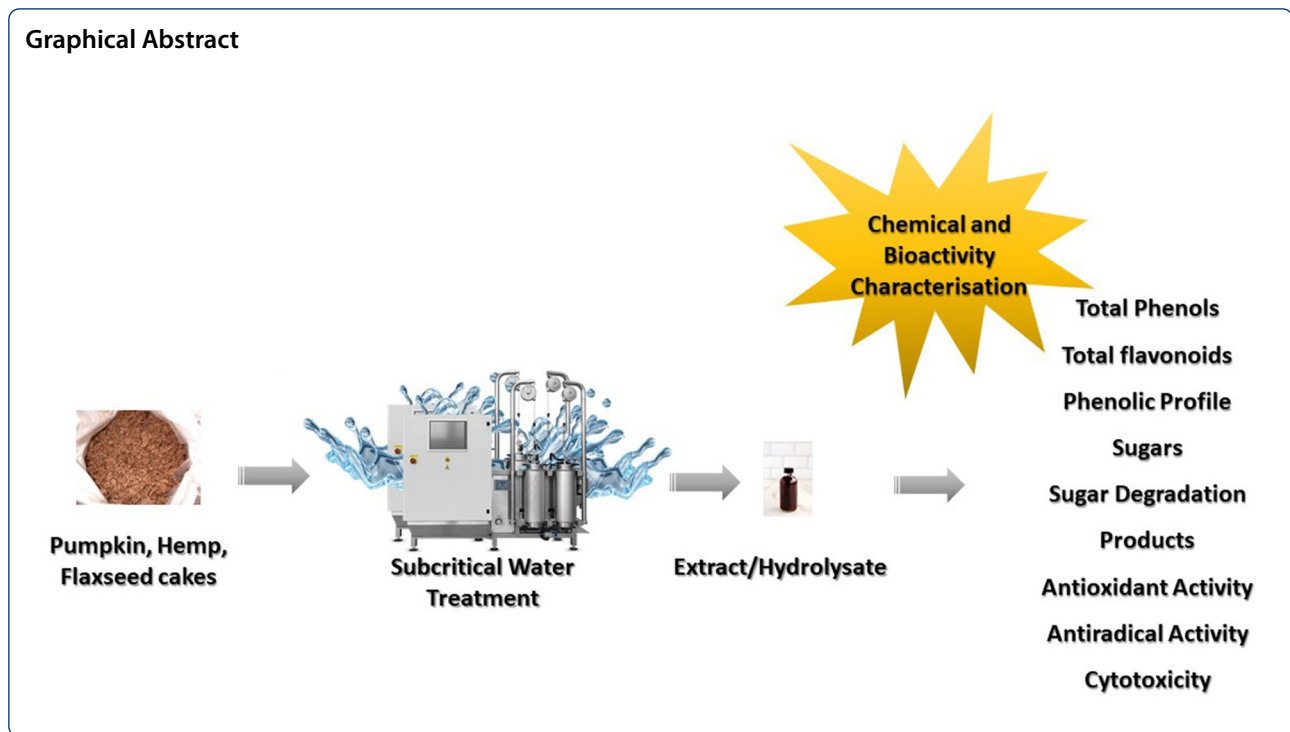 Graphical Abstract
Chemical and
Bioactivity
Characterisation
Total Phenols
Total flavonoids
Phenolic Profile
Sugars
Sugar Degradation
Products
Antioxidant Activity
Antiradical Activity
Cytotoxicity
Pumpkin, Hemp,
Flaxseed cakes
Subcritical Water
Treatment
Extract/Hydrolysate